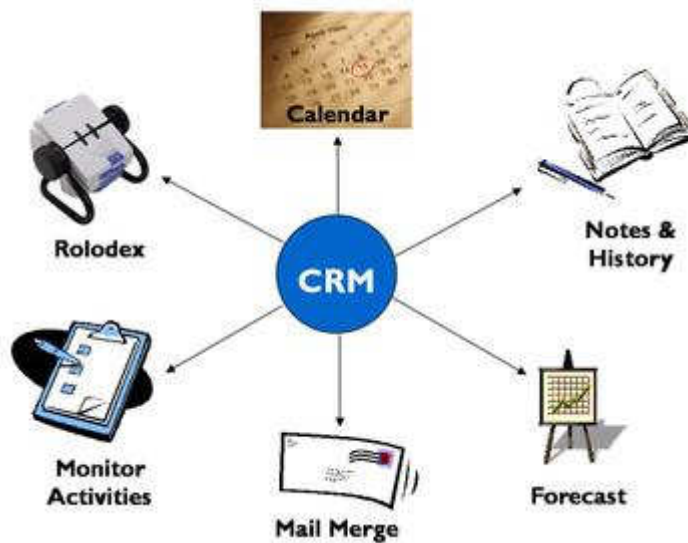 Calendar
Rolodex
Notes &
History
CRM
Monitor
Activities
Mail Merge
Forecast